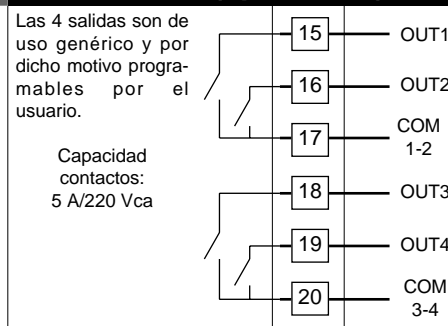 Las 4 salidas son de
uso genérico y por
dicho motivo progra-
mables por el
usuario.
Capacidad
contactos:
5 A/220 Vca
15 OUT1
16 OUT2
17 COM
1-2
18 OUT3
19 OUT4
20 COM
3-4